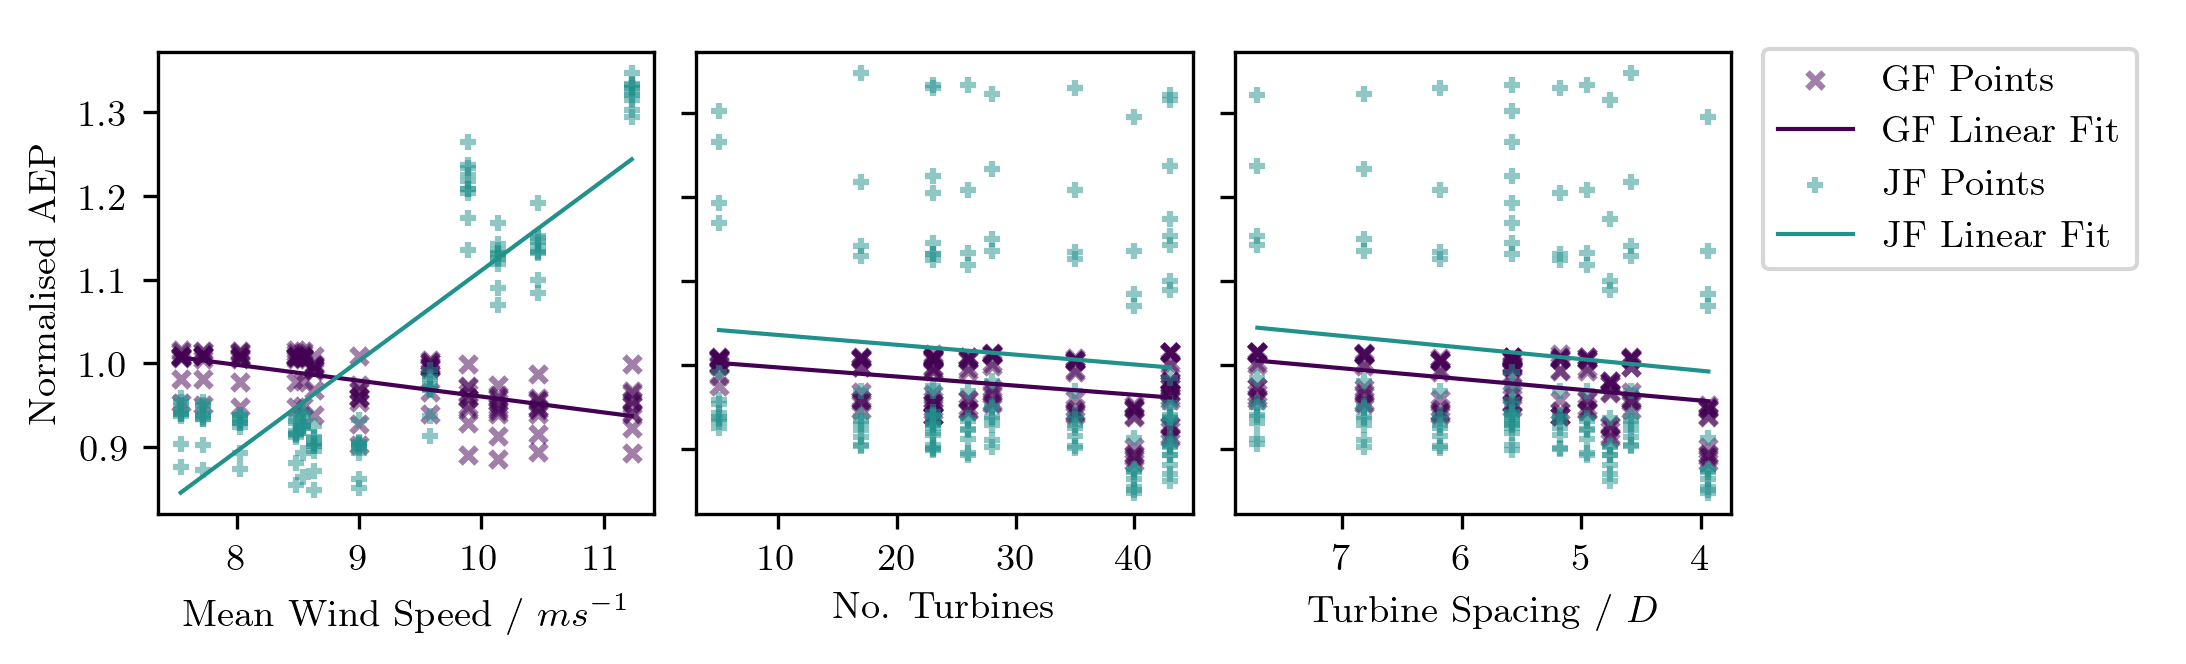 Normalised AEP
1.3
1.2
1.1
1.0
0.9
8 9 10 11
Mean Wind Speed / ms⁻¹
10 20 30 40
No. Turbines
7 6 5 4
Turbine Spacing / D
GF Points
GF Linear Fit
JF Points
JF Linear Fit